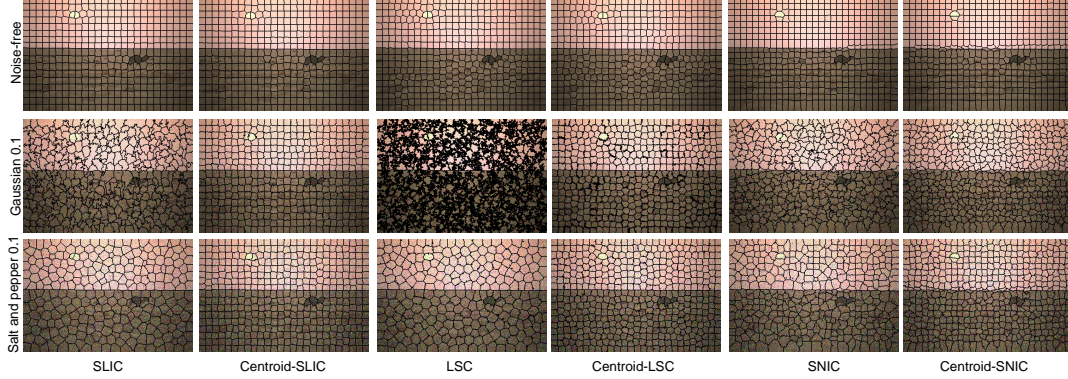 Noise-free
Gaussian 0.1
Salt and pepper 0.1
SLIC
Centroid-SLIC
LSC
Centroid-LSC
SNIC
Centroid-SNIC